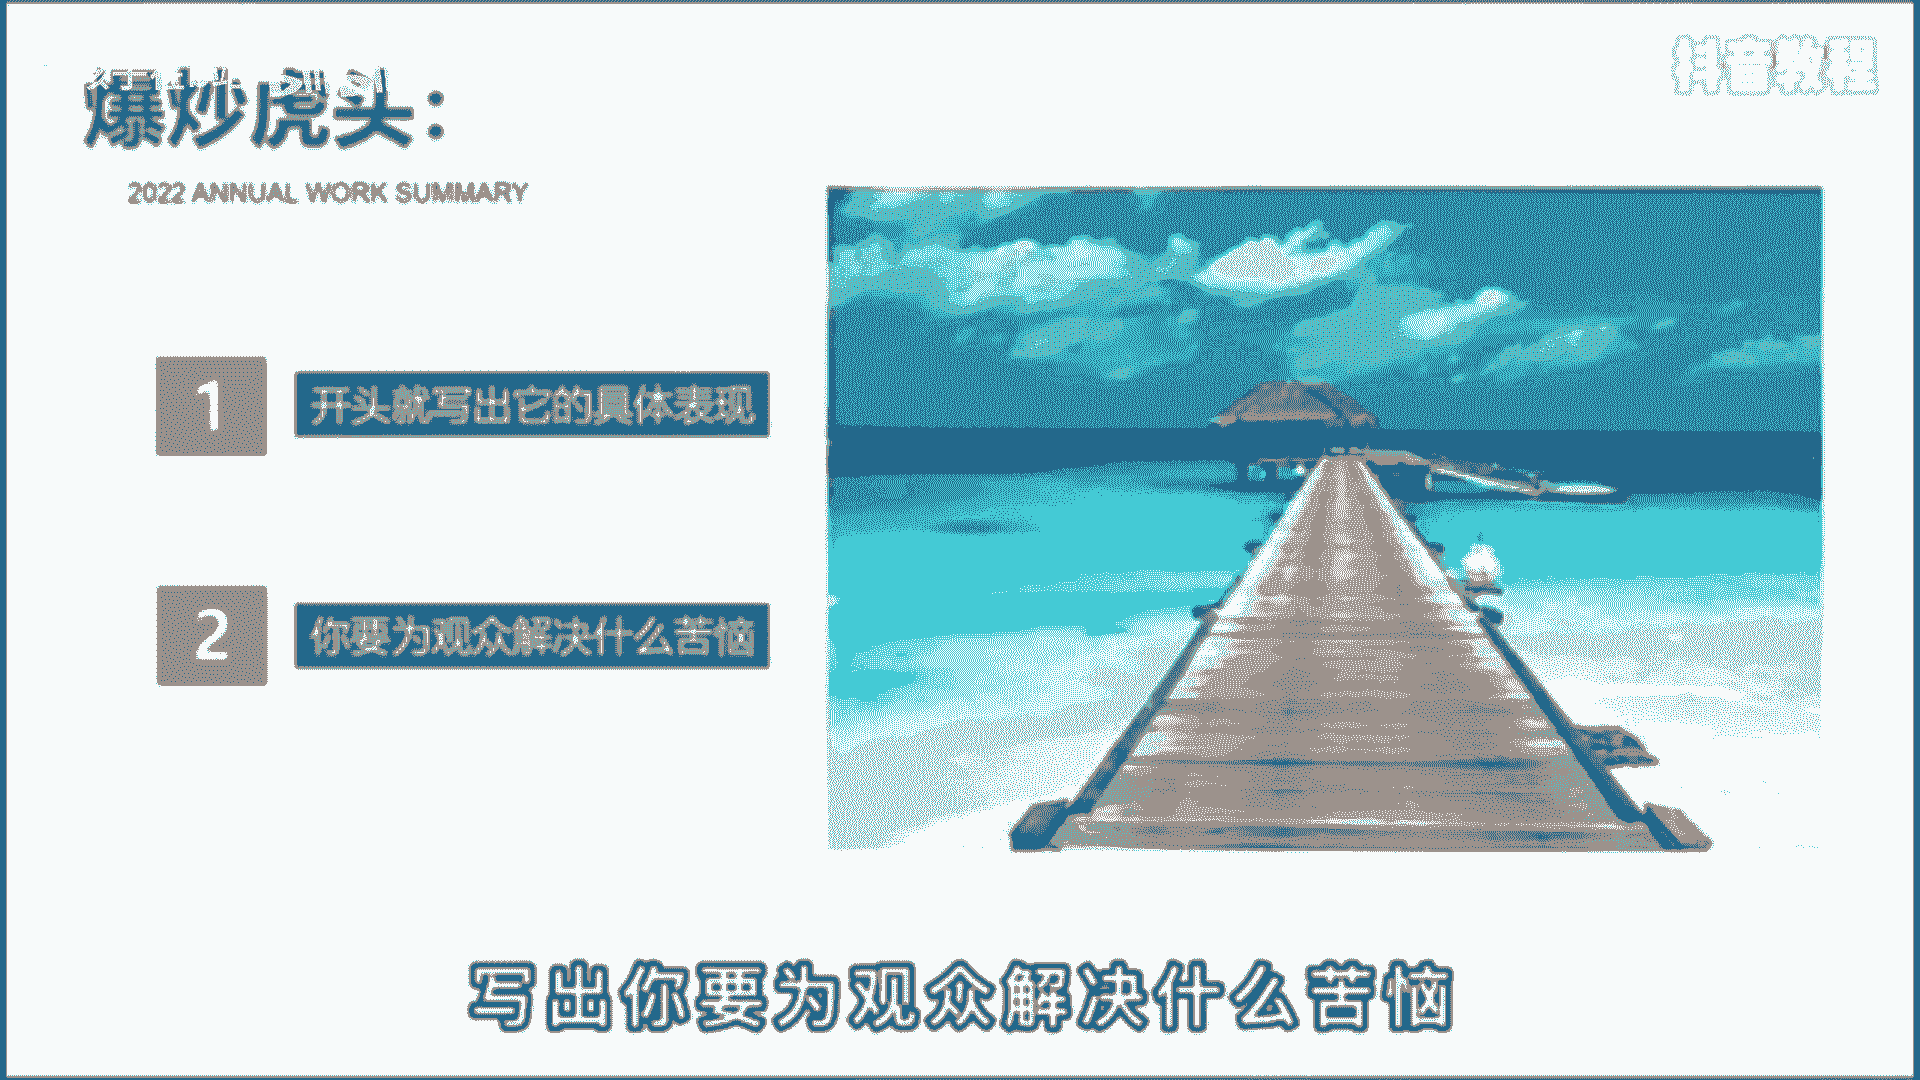 抖音教程
爆炒虎头：
2022 ANNUAL WORK SUMMARY
1
开头就写出它的具体表现
2
你要为观众解决什么苦恼
写出你要为观众解决什么苦恼